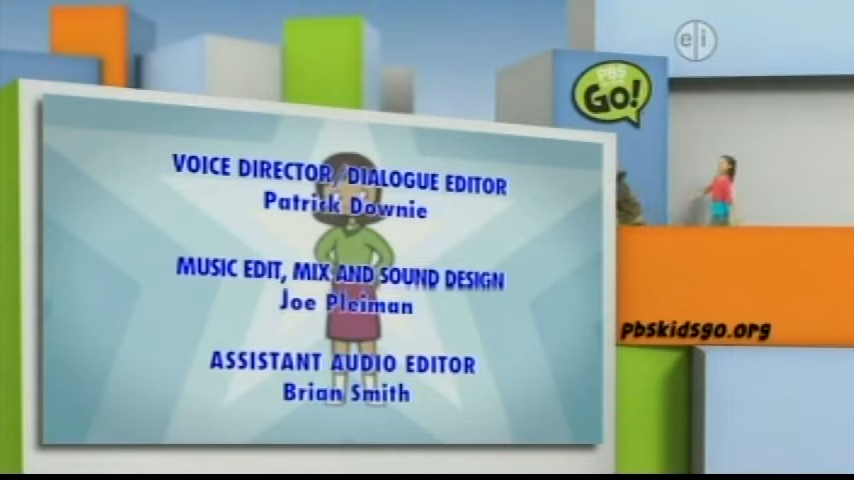 e|i
PBS
GO!
VOICE DIRECTOR/DIALOGUE EDITOR
Patrick Downie
MUSIC EDIT, MIX AND SOUND DESIGN
Joe Pleiman
ASSISTANT AUDIO EDITOR
Brian Smith
pbskidsgo.org